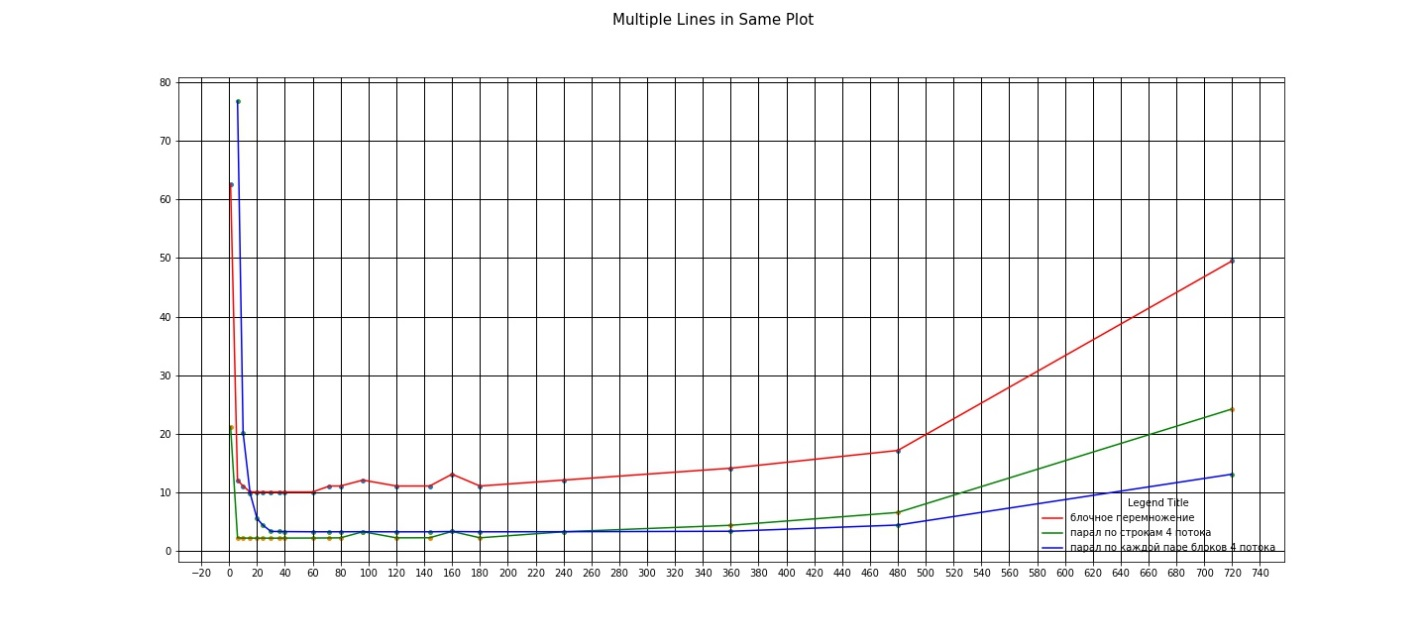 Multiple Lines in Same Plot
80
70
60
50
40
30
20
10
0
−20 0 20 40 60 80 100 120 140 160 180 200 220 240 260 280 300 320 340 360 380 400 420 440 460 480 500 520 540 560 580 600 620 640 660 680 700 720 740
Legend Title
блочное перемножение
парал по строкам 4 потока
парал по каждой паре блоков 4 потока